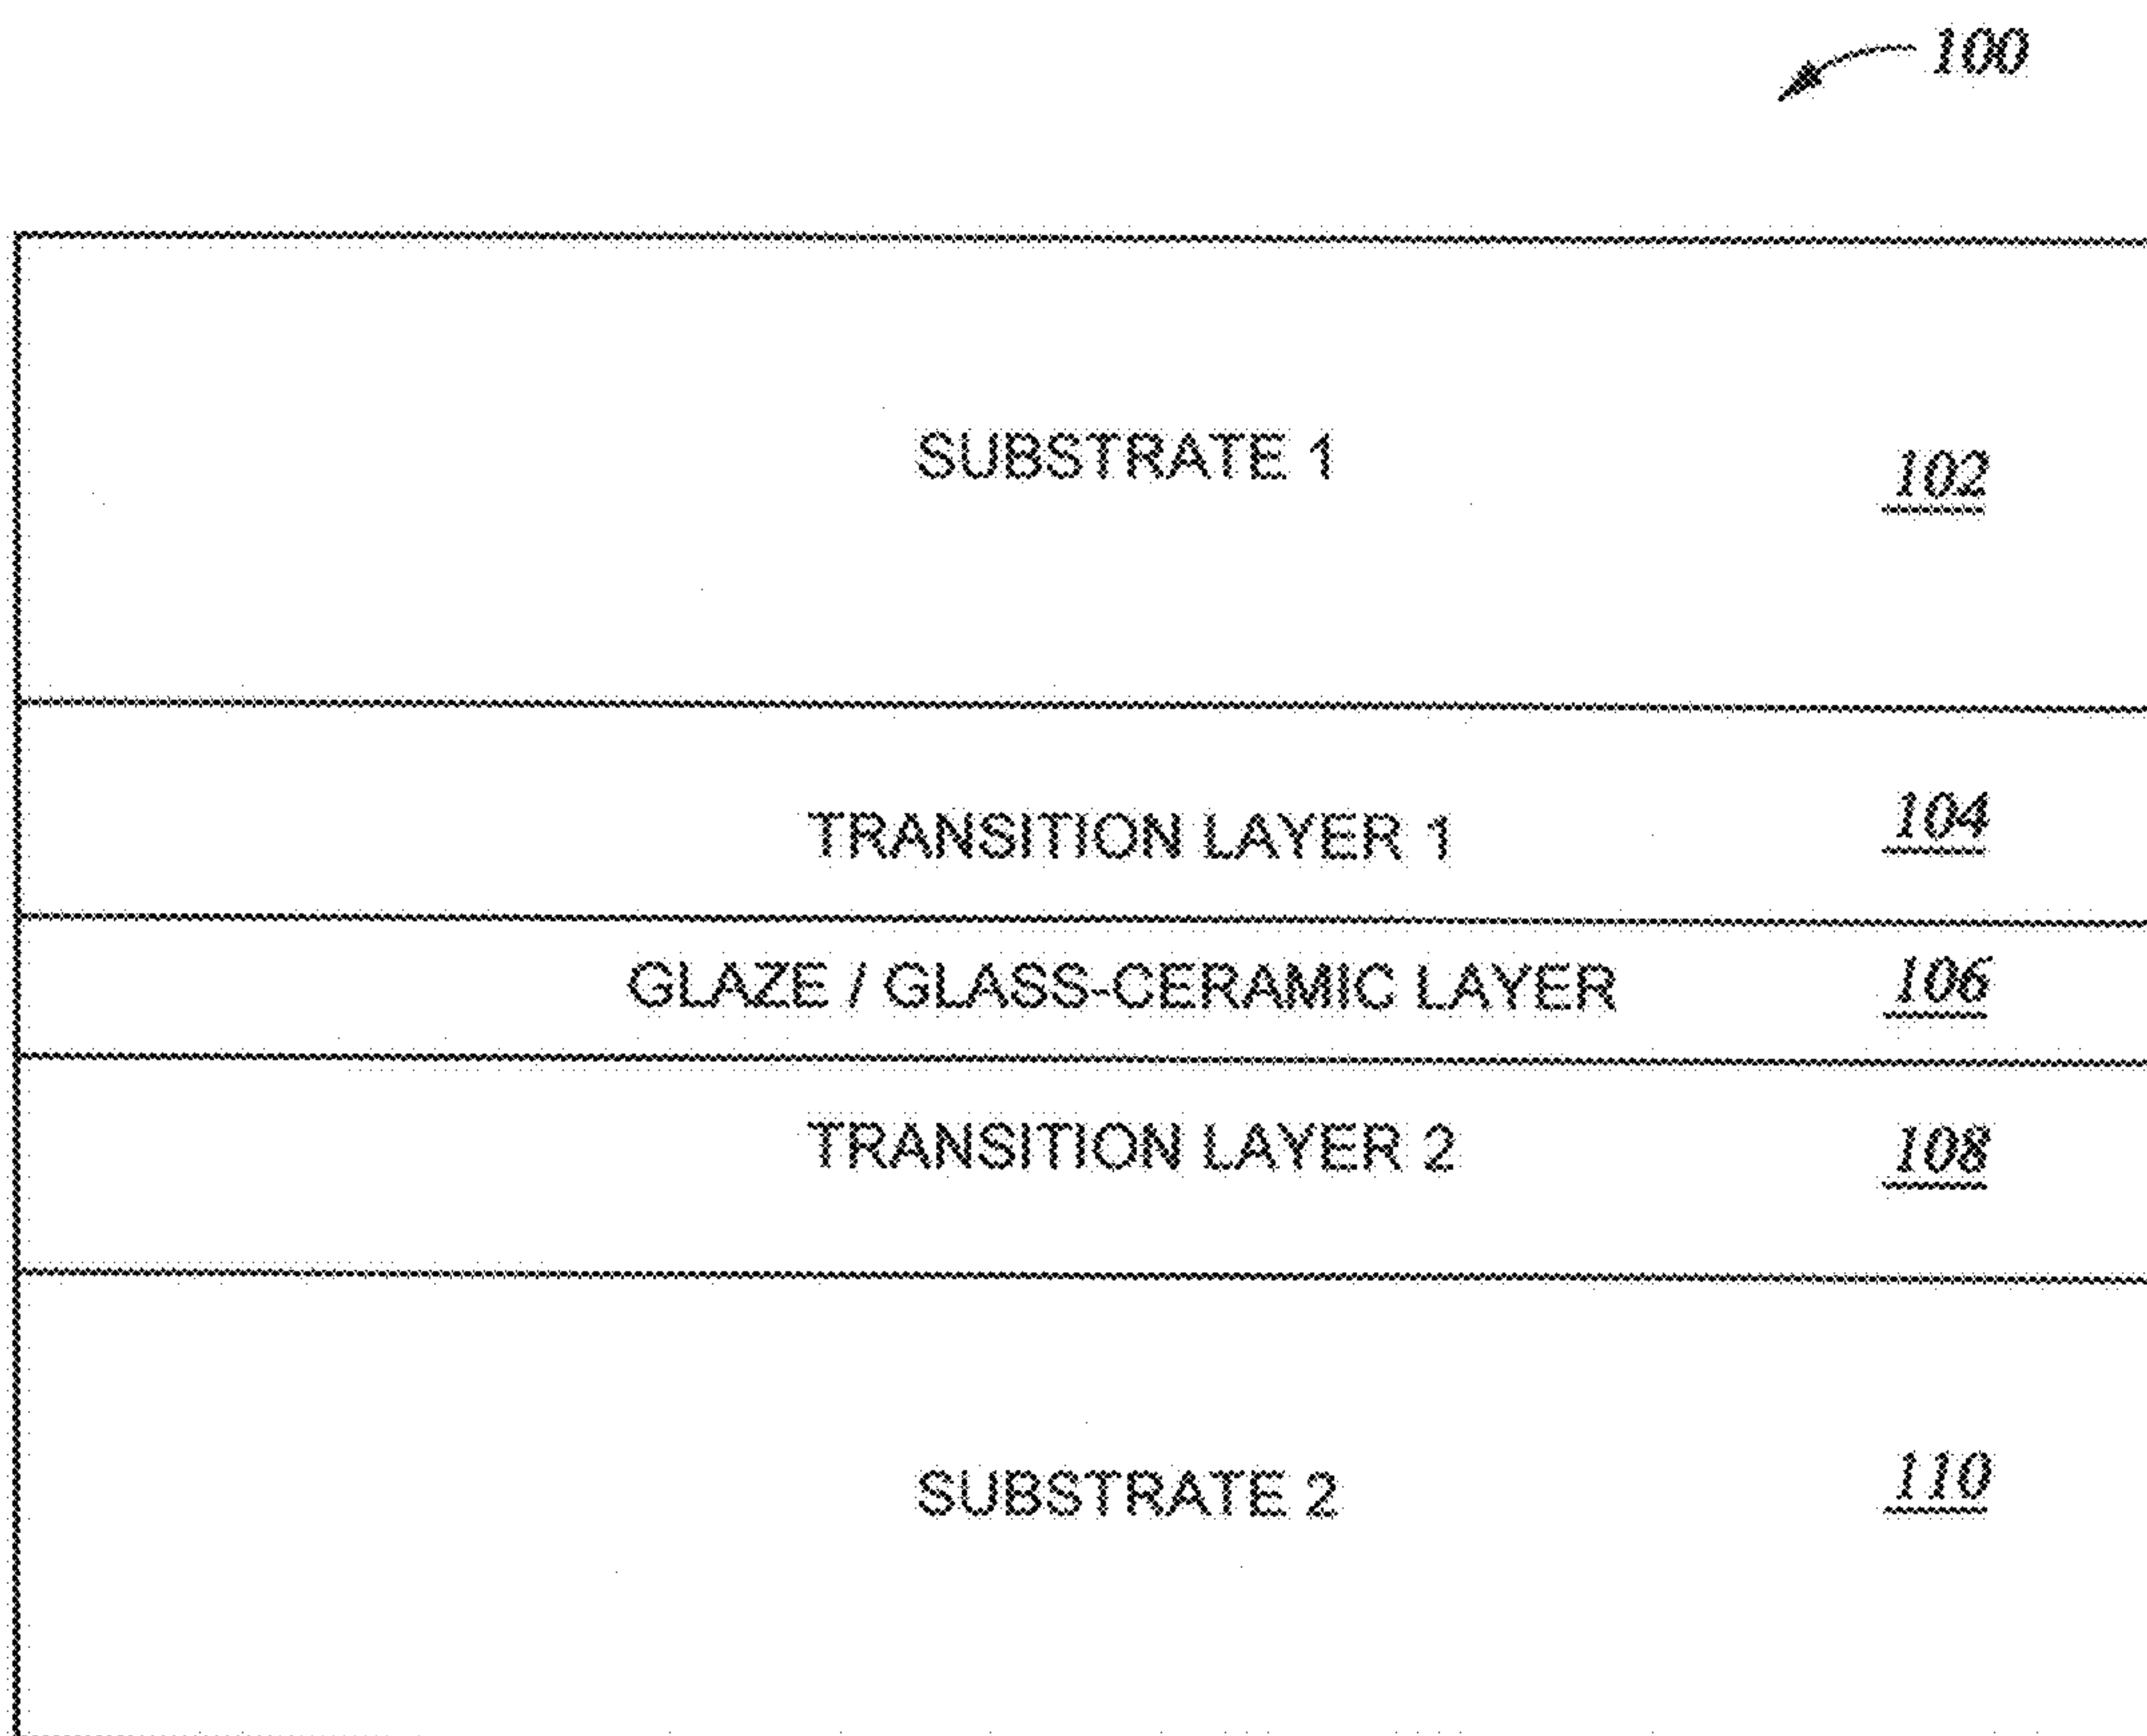 100
SUBSTRATE 1 102
TRANSITION LAYER 1 104
GLAZE / GLASS-CERAMIC LAYER 106
TRANSITION LAYER 2 108
SUBSTRATE 2 110